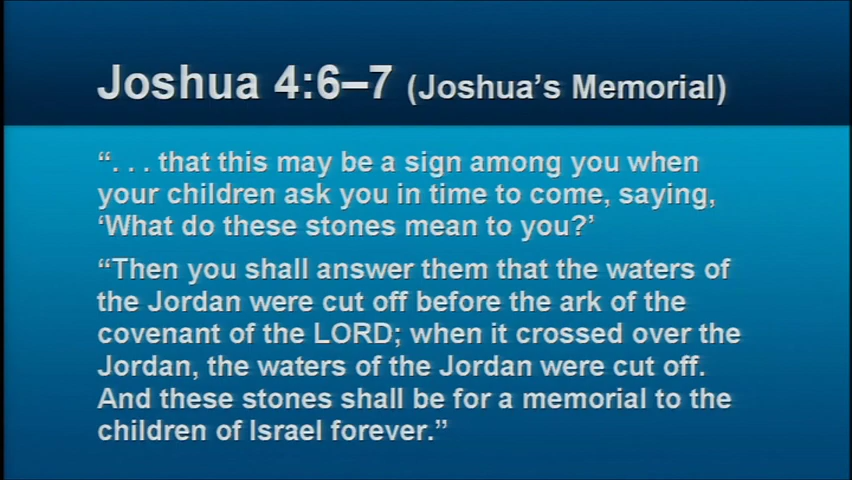 Joshua 4:6–7 (Joshua’s Memorial)
“. . . that this may be a sign among you when
your children ask you in time to come, saying,
‘What do these stones mean to you?’
“Then you shall answer them that the waters of
the Jordan were cut off before the ark of the
covenant of the LORD; when it crossed over the
Jordan, the waters of the Jordan were cut off.
And these stones shall be for a memorial to the
children of Israel forever.”